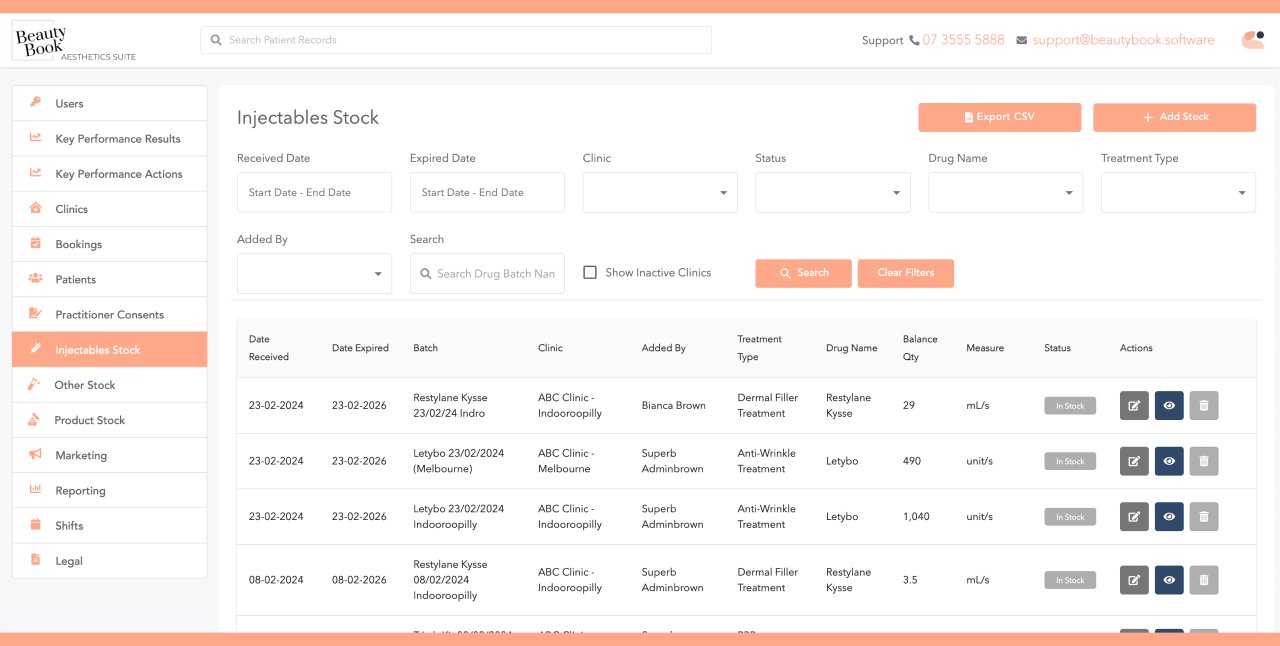 Beauty
Book
AESTHETICS SUITE
Search Patient Records
Support 07 3555 5888 support@beautybook.software
Users
Key Performance Results
Key Performance Actions
Clinics
Bookings
Patients
Practitioner Consents
Injectables Stock
Other Stock
Product Stock
Marketing
Reporting
Shifts
Legal
Injectables Stock
Export CSV
Add Stock
Received Date Expired Date Clinic Status Drug Name Treatment Type
Start Date - End Date Start Date - End Date
Added By Search
Search Drug Batch Nan
Show Inactive Clinics
Search
Clear Filters
Date Received Date Expired Batch Clinic Added By Treatment Type Drug Name Balance Qty Measure Status Actions
23-02-2024 23-02-2026 Restylane Kysse 23/02/24 Indro ABC Clinic - Indooroopilly Bianca Brown Dermal Filler Treatment Restylane Kysse 29 mL/s In Stock
23-02-2024 23-02-2026 Letybo 23/02/2024 (Melbourne) ABC Clinic - Melbourne Superb Adminbrown Anti-Wrinkle Treatment Letybo 490 unit/s In Stock
23-02-2024 23-02-2026 Letybo 23/02/2024 Indooroopilly ABC Clinic - Indooroopilly Superb Adminbrown Anti-Wrinkle Treatment Letybo 1,040 unit/s In Stock
08-02-2024 08-02-2026 Restylane Kysse 08/02/2024 Indooroopilly ABC Clinic - Indooroopilly Superb Adminbrown Dermal Filler Treatment Restylane Kysse 3.5 mL/s In Stock